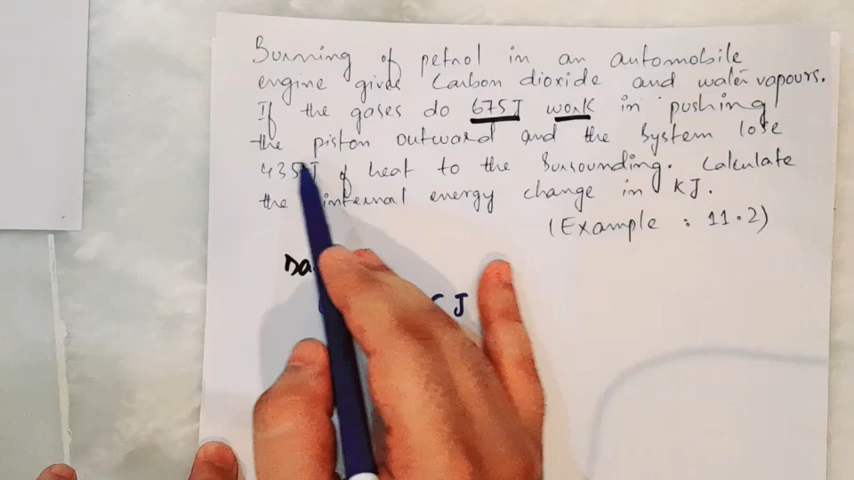 Burning of petrol in an automobile
engine gives Carbon dioxide and water vapours.
If the gases do 675J work in pushing
the piston outward and the System lose
435J of heat to the Surrounding. Calculate
the internal energy change in KJ.
(Example : 11.2)
Da
J